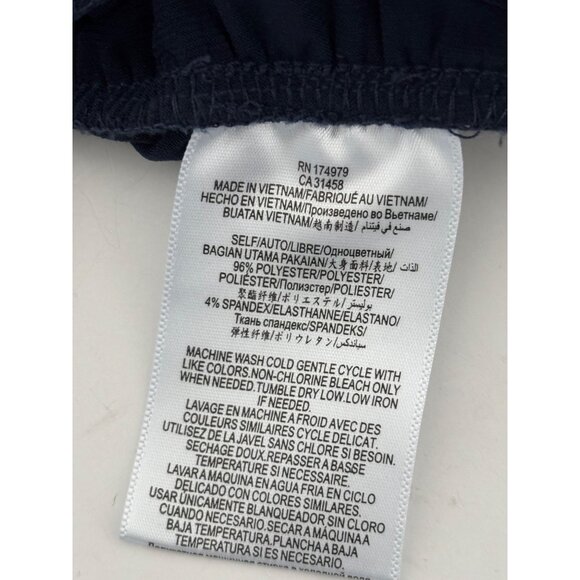 RN 174979
CA 31458
MADE IN VIETNAM/FABRIQUÉ AU VIETNAM/
HECHO EN VIETNAM/Произведено во Вьетнаме/
BUATAN VIETNAM/越南制造/ صنع في فيتنام/
SELF/AUTO/LIBRE/Одноцветный/
BAGIAN UTAMA PAKAIAN/大身面料/表地/ الذات
96% POLYESTER/POLYESTER/
POLIÉSTER/Полиэстер/POLIESTER/
聚酯纤维/ポリエステル/بوليستر/
4% SPANDEX/ELASTHANNE/ELASTANO/
Ткань спандекс/SPANDEKS/
弹性纤维/ポリウレタン/سباندكس/
MACHINE WASH COLD GENTLE CYCLE WITH
LIKE COLORS.NON-CHLORINE BLEACH ONLY
WHEN NEEDED.TUMBLE DRY LOW.LOW IRON
IF NEEDED.
LAVAGE EN MACHINE A FROID AVEC DES
COULEURS SIMILAIRES CYCLE DELICAT.
UTILISEZ DE LA JAVEL SANS CHLORE SI BESOIN.
SECHAGE DOUX.REPASSER A BASSE
TEMPERATURE SI NECESSAIRE.
LAVAR A MAQUINA EN AGUA FRIA EN CICLO
DELICADO CON COLORES SIMILARES.
USAR ÚNICAMENTE BLANQUEADOR SIN CLORO
CUANDO NECESARIO.SECAR A MÁQUINA A
BAJA TEMPERATURA.PLANCHA A BAJA
TEMPERATURA SI ES NECESARIO.